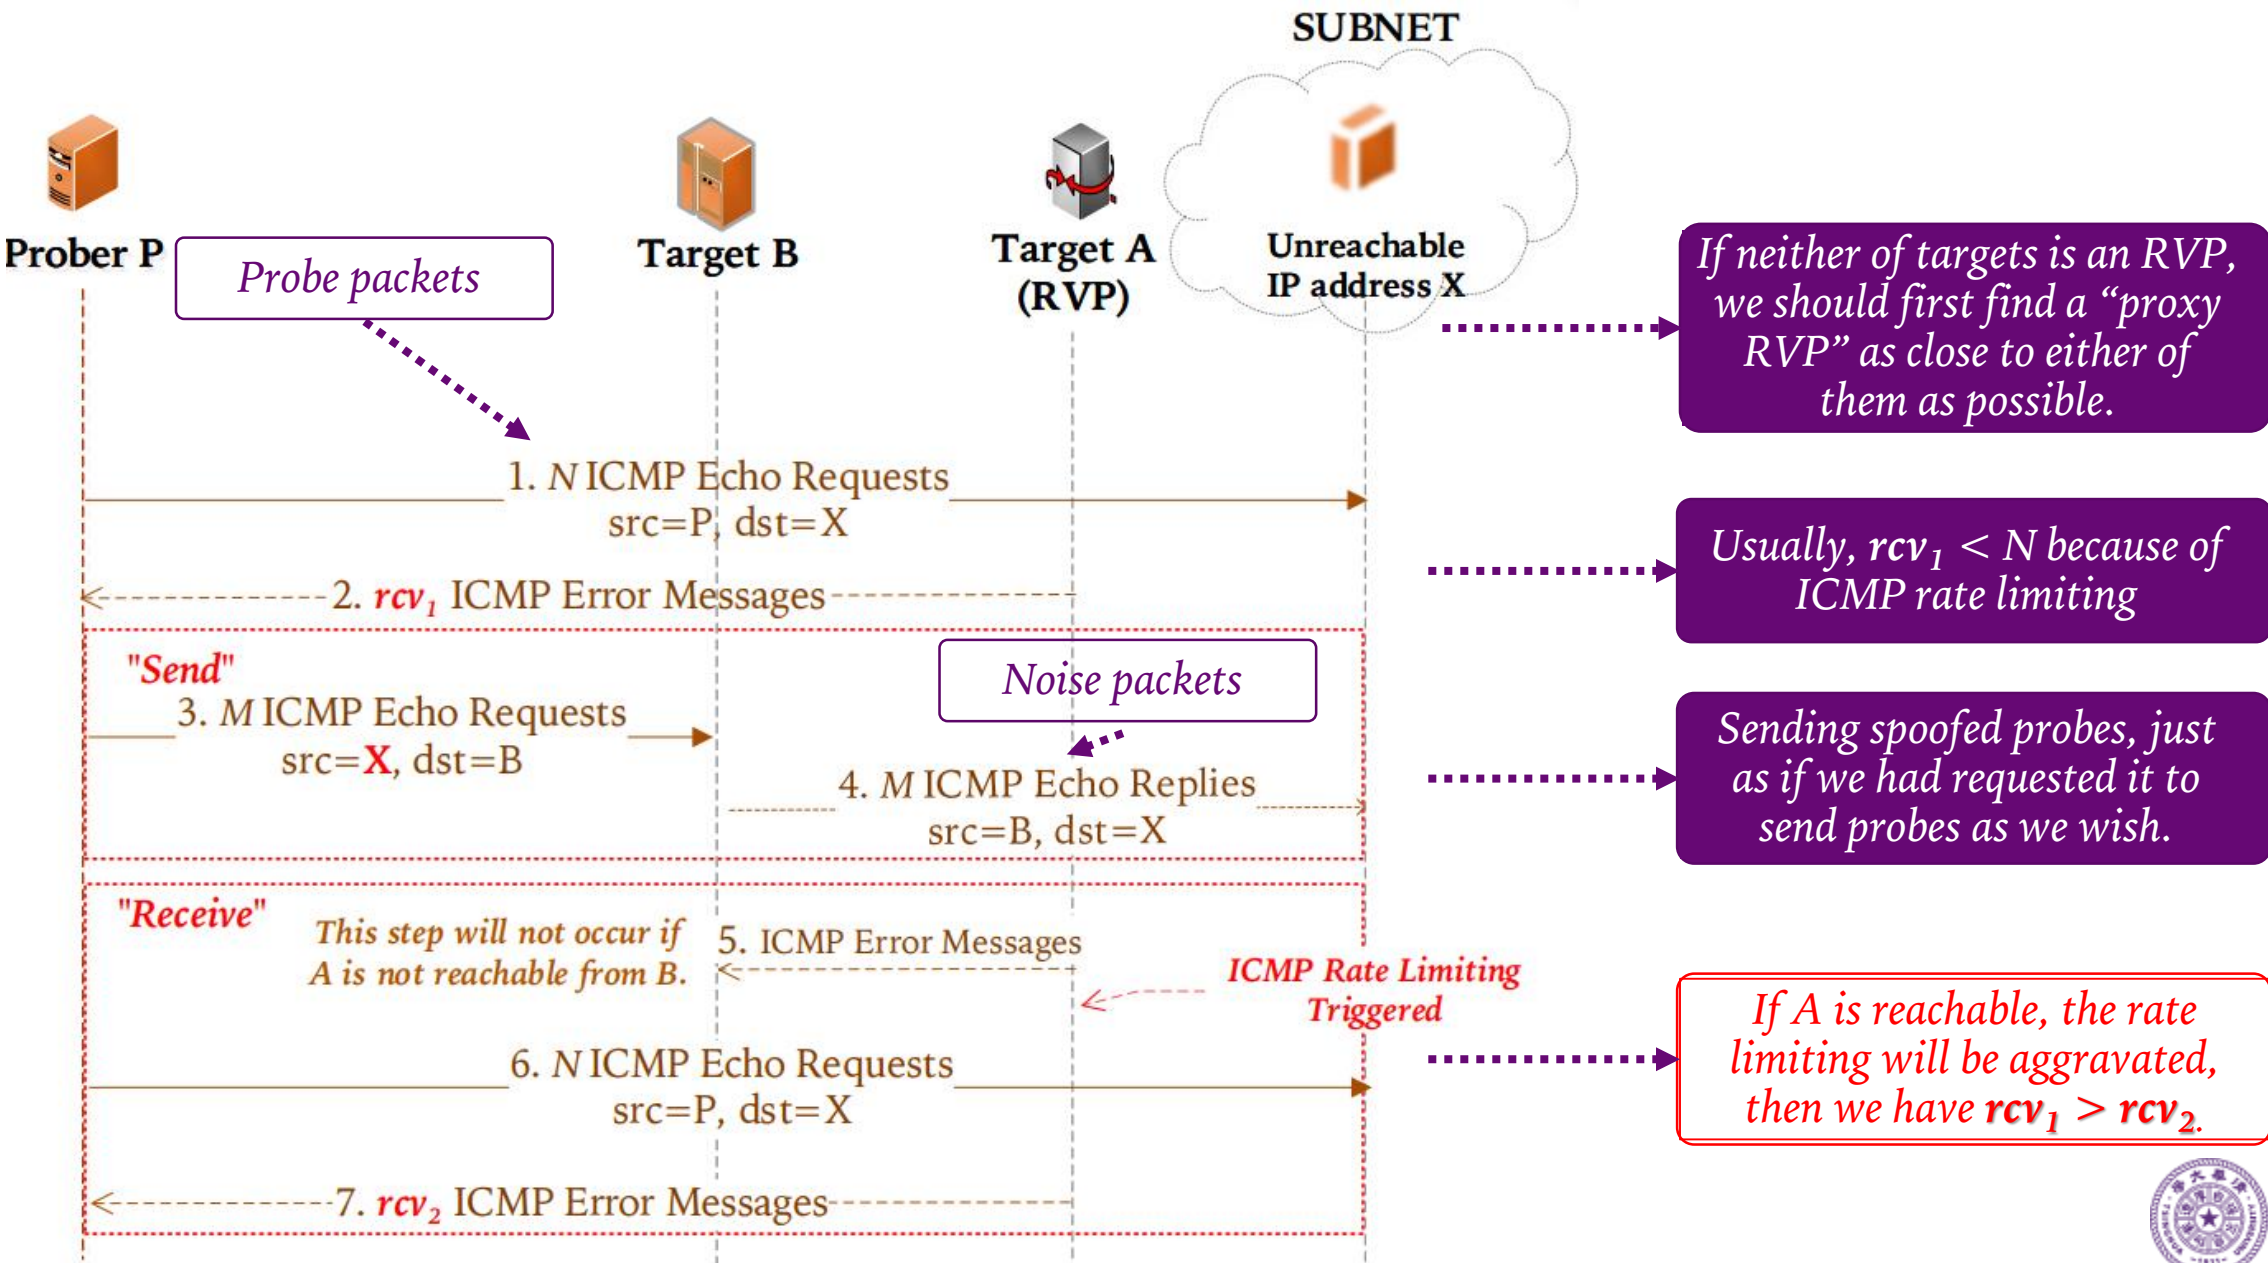 SUBNET
Prober P
Target B
Target A
(RVP)
Unreachable
IP address X
Probe packets
If neither of targets is an RVP,
we should first find a “proxy
RVP” as close to either of
them as possible.
1. N ICMP Echo Requests
src=P, dst=X
2. rcv₁ ICMP Error Messages
Usually, rcv₁ < N because of
ICMP rate limiting
"Send"
3. M ICMP Echo Requests
src=X, dst=B
Noise packets
4. M ICMP Echo Replies
src=B, dst=X
Sending spoofed probes, just
as if we had requested it to
send probes as we wish.
"Receive"
This step will not occur if
A is not reachable from B.
5. ICMP Error Messages
ICMP Rate Limiting
Triggered
6. N ICMP Echo Requests
src=P, dst=X
7. rcv₂ ICMP Error Messages
If A is reachable, the rate
limiting will be aggravated,
then we have rcv₁ > rcv₂.